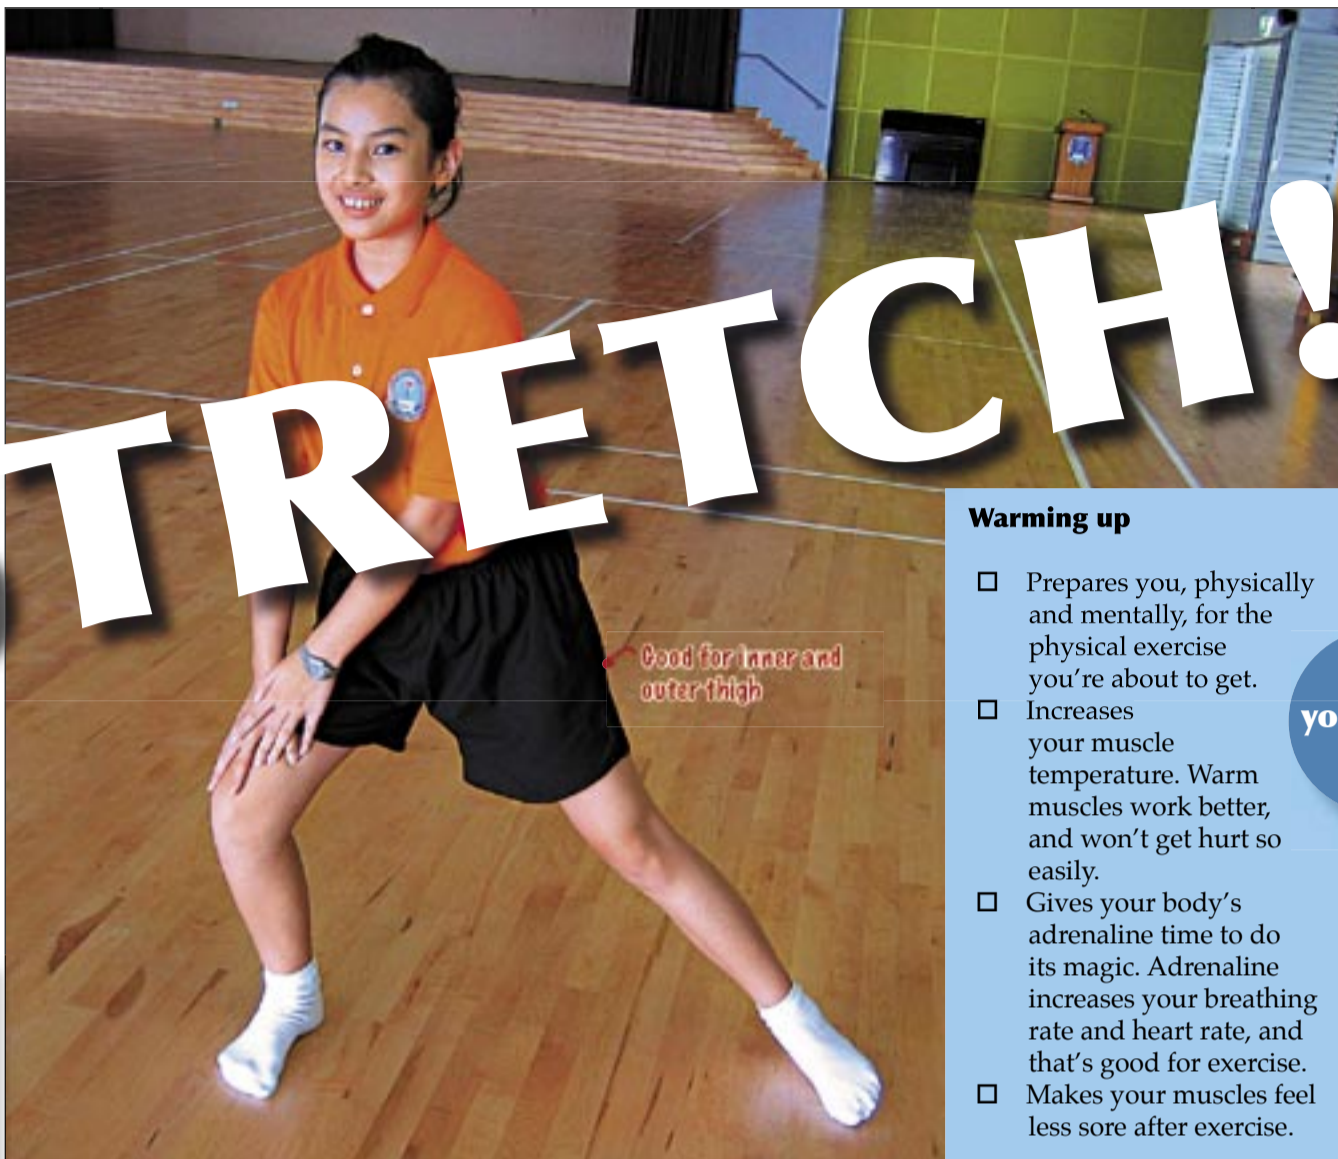 TRETCH!
Good for inner and
outer thigh
Warming up
☐ Prepares you, physically
and mentally, for the
physical exercise
you’re about to get.
☐ Increases
your muscle
temperature. Warm
muscles work better,
and won’t get hurt so
easily.
☐ Gives your body’s
adrenaline time to do
its magic. Adrenaline
increases your breathing
rate and heart rate, and
that’s good for exercise.
☐ Makes your muscles feel
less sore after exercise.
yo